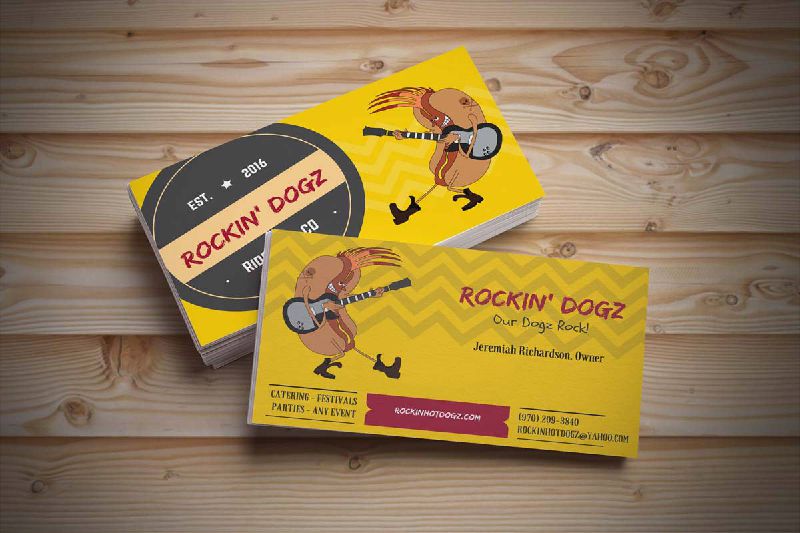 EST. ★ 2016
ROCKIN' DOGZ
CO
ROCKIN' DOGZ
Our Dogz Rock!
Jeremiah Richardson, Owner
CATERING - FESTIVALS
PARTIES - ANY EVENT
ROCKINHOTDOGZ.COM
(970) 209-3840
ROCKINHOTDOGZ@YAHOO.COM